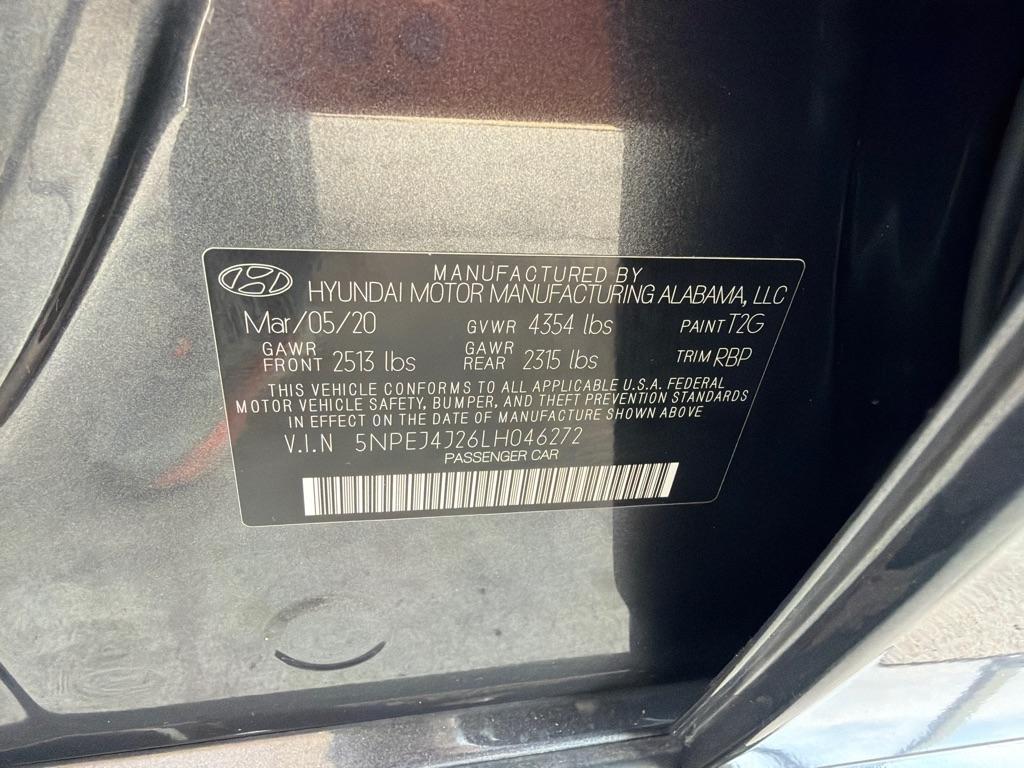 MANUFACTURED BY
HYUNDAI MOTOR MANUFACTURING ALABAMA, LLC
Mar/05/20 GVWR 4354 lbs PAINT T2G
GAWR FRONT 2513 lbs GAWR REAR 2315 lbs TRIM RBP
THIS VEHICLE CONFORMS TO ALL APPLICABLE U.S.A. FEDERAL
MOTOR VEHICLE SAFETY, BUMPER, AND THEFT PREVENTION STANDARDS
IN EFFECT ON THE DATE OF MANUFACTURE SHOWN ABOVE
V.I.N 5NPEJ4J26LH046272
PASSENGER CAR